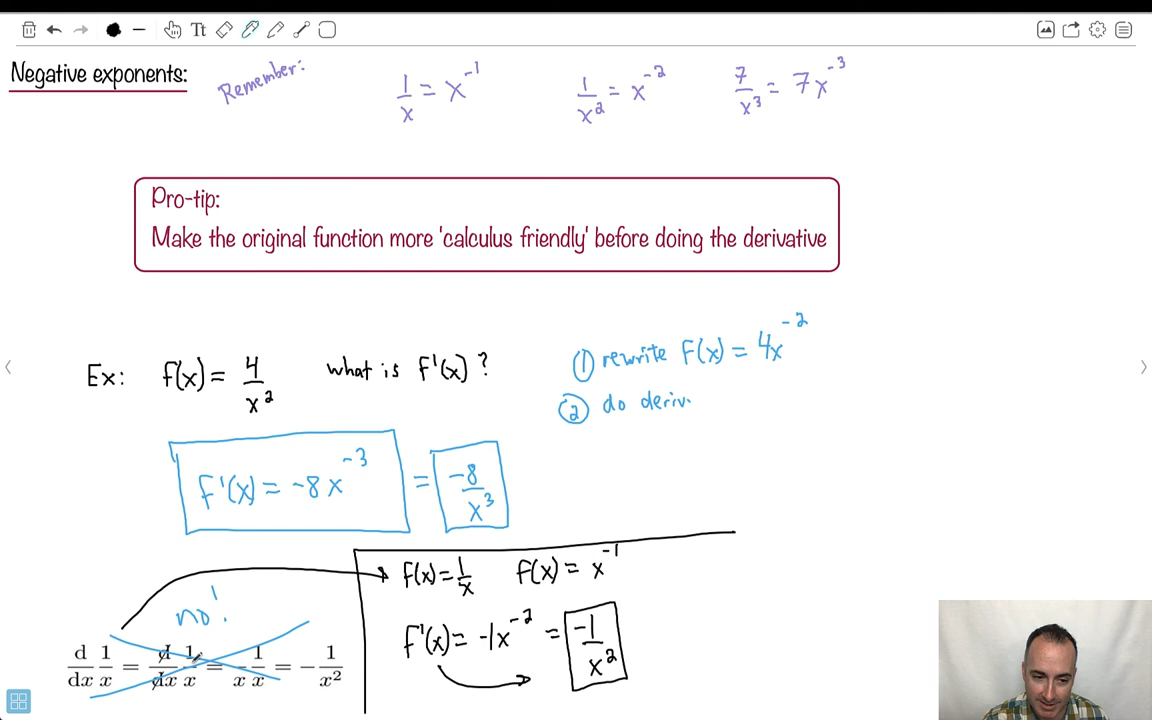 Tt
Negative exponents: Remember: 1/x = x^-1 1/x^2 = x^-2 7/x^3 = 7x^-3
Pro-tip:
Make the original function more 'calculus friendly' before doing the derivative
Ex: f(x) = 4/x^2 what is f'(x)? ① rewrite f(x) = 4x^-2
② do deriv.
f'(x) = -8x^-3 = -8/x^3
f(x) = 1/x f(x) = x^-1
no!
f'(x) = -1x^-2 = -1/x^2
d/dx 1/x = d/dx 1/x = - 1/x x = - 1/x^2